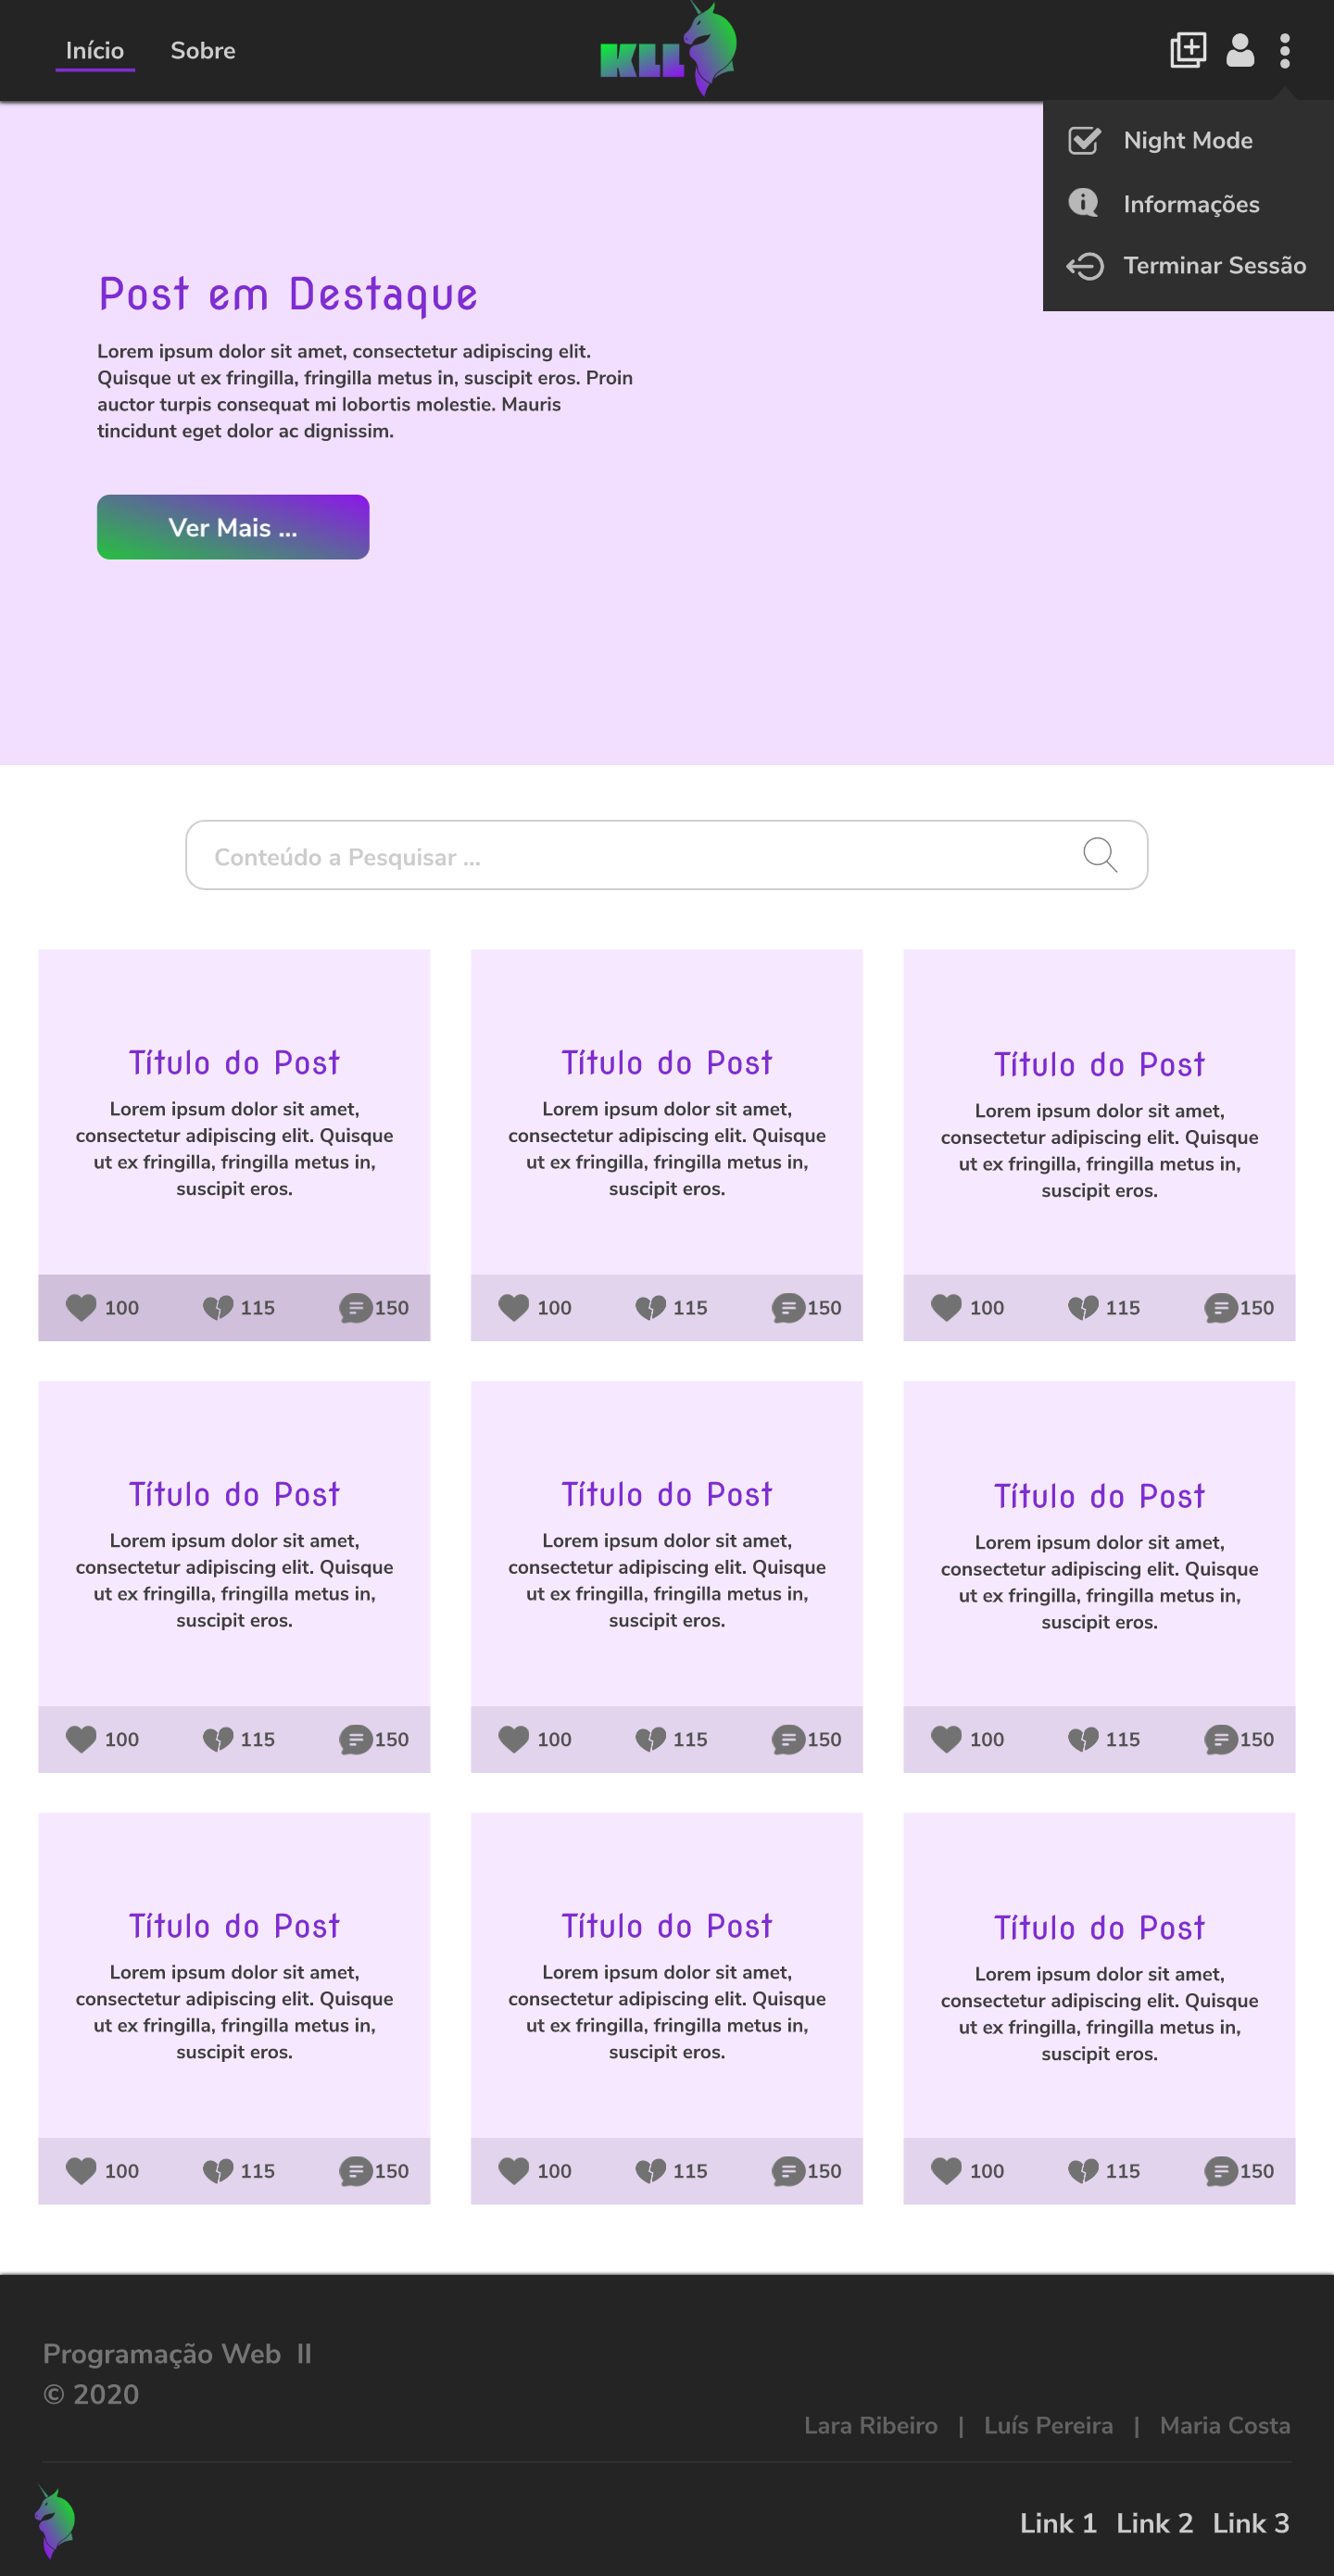 Início Sobre
KLL
Night Mode
Informações
Terminar Sessão
Post em Destaque
Lorem ipsum dolor sit amet, consectetur adipiscing elit.
Quisque ut ex fringilla, fringilla metus in, suscipit eros. Proin
auctor turpis consequat mi lobortis molestie. Mauris
tincidunt eget dolor ac dignissim.
Ver Mais ...
Conteúdo a Pesquisar ...
Título do Post
Lorem ipsum dolor sit amet,
consectetur adipiscing elit. Quisque
ut ex fringilla, fringilla metus in,
suscipit eros.
100 115 150
Título do Post
Lorem ipsum dolor sit amet,
consectetur adipiscing elit. Quisque
ut ex fringilla, fringilla metus in,
suscipit eros.
100 115 150
Título do Post
Lorem ipsum dolor sit amet,
consectetur adipiscing elit. Quisque
ut ex fringilla, fringilla metus in,
suscipit eros.
100 115 150
Título do Post
Lorem ipsum dolor sit amet,
consectetur adipiscing elit. Quisque
ut ex fringilla, fringilla metus in,
suscipit eros.
100 115 150
Título do Post
Lorem ipsum dolor sit amet,
consectetur adipiscing elit. Quisque
ut ex fringilla, fringilla metus in,
suscipit eros.
100 115 150
Título do Post
Lorem ipsum dolor sit amet,
consectetur adipiscing elit. Quisque
ut ex fringilla, fringilla metus in,
suscipit eros.
100 115 150
Título do Post
Lorem ipsum dolor sit amet,
consectetur adipiscing elit. Quisque
ut ex fringilla, fringilla metus in,
suscipit eros.
100 115 150
Título do Post
Lorem ipsum dolor sit amet,
consectetur adipiscing elit. Quisque
ut ex fringilla, fringilla metus in,
suscipit eros.
100 115 150
Título do Post
Lorem ipsum dolor sit amet,
consectetur adipiscing elit. Quisque
ut ex fringilla, fringilla metus in,
suscipit eros.
100 115 150
Programação Web II
© 2020
Lara Ribeiro | Luís Pereira | Maria Costa
Link 1 Link 2 Link 3